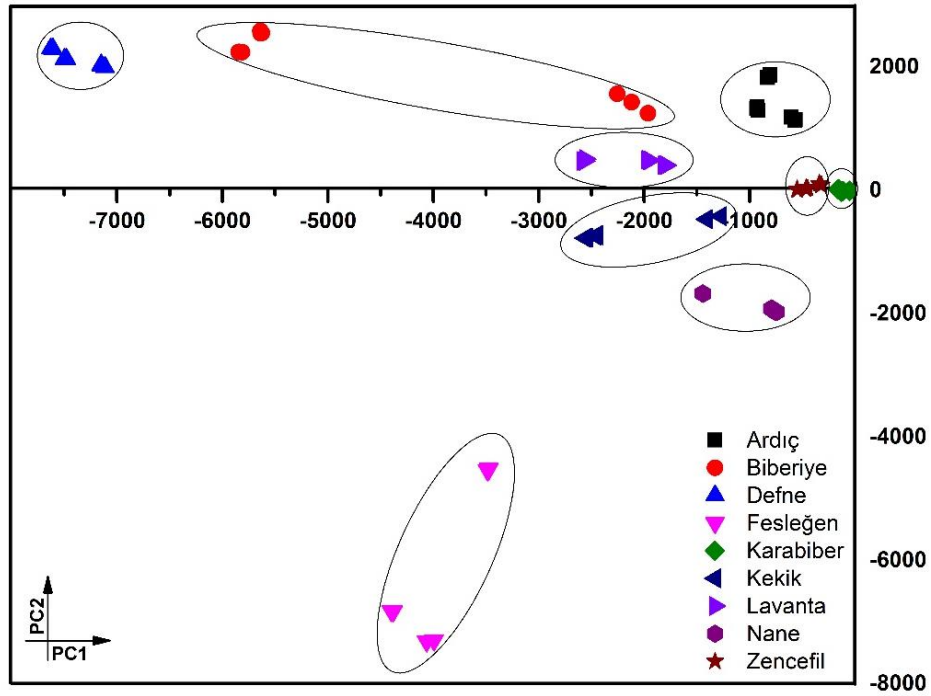 2000
0
-7000 -6000 -5000 -4000 -3000 -2000 -1000 0
-2000
-4000
Ardıç
Biberiye
Defne
Fesleğen
Karabiber
-6000
Kekik
Lavanta
Nane
Zencefil
PC2
PC1
-8000